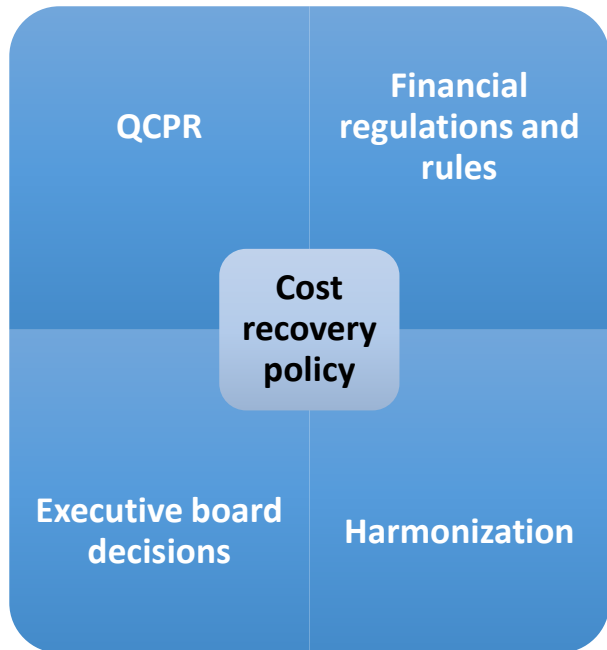 QCPR
Financial
regulations and
rules
Cost
recovery
policy
Executive board
decisions
Harmonization